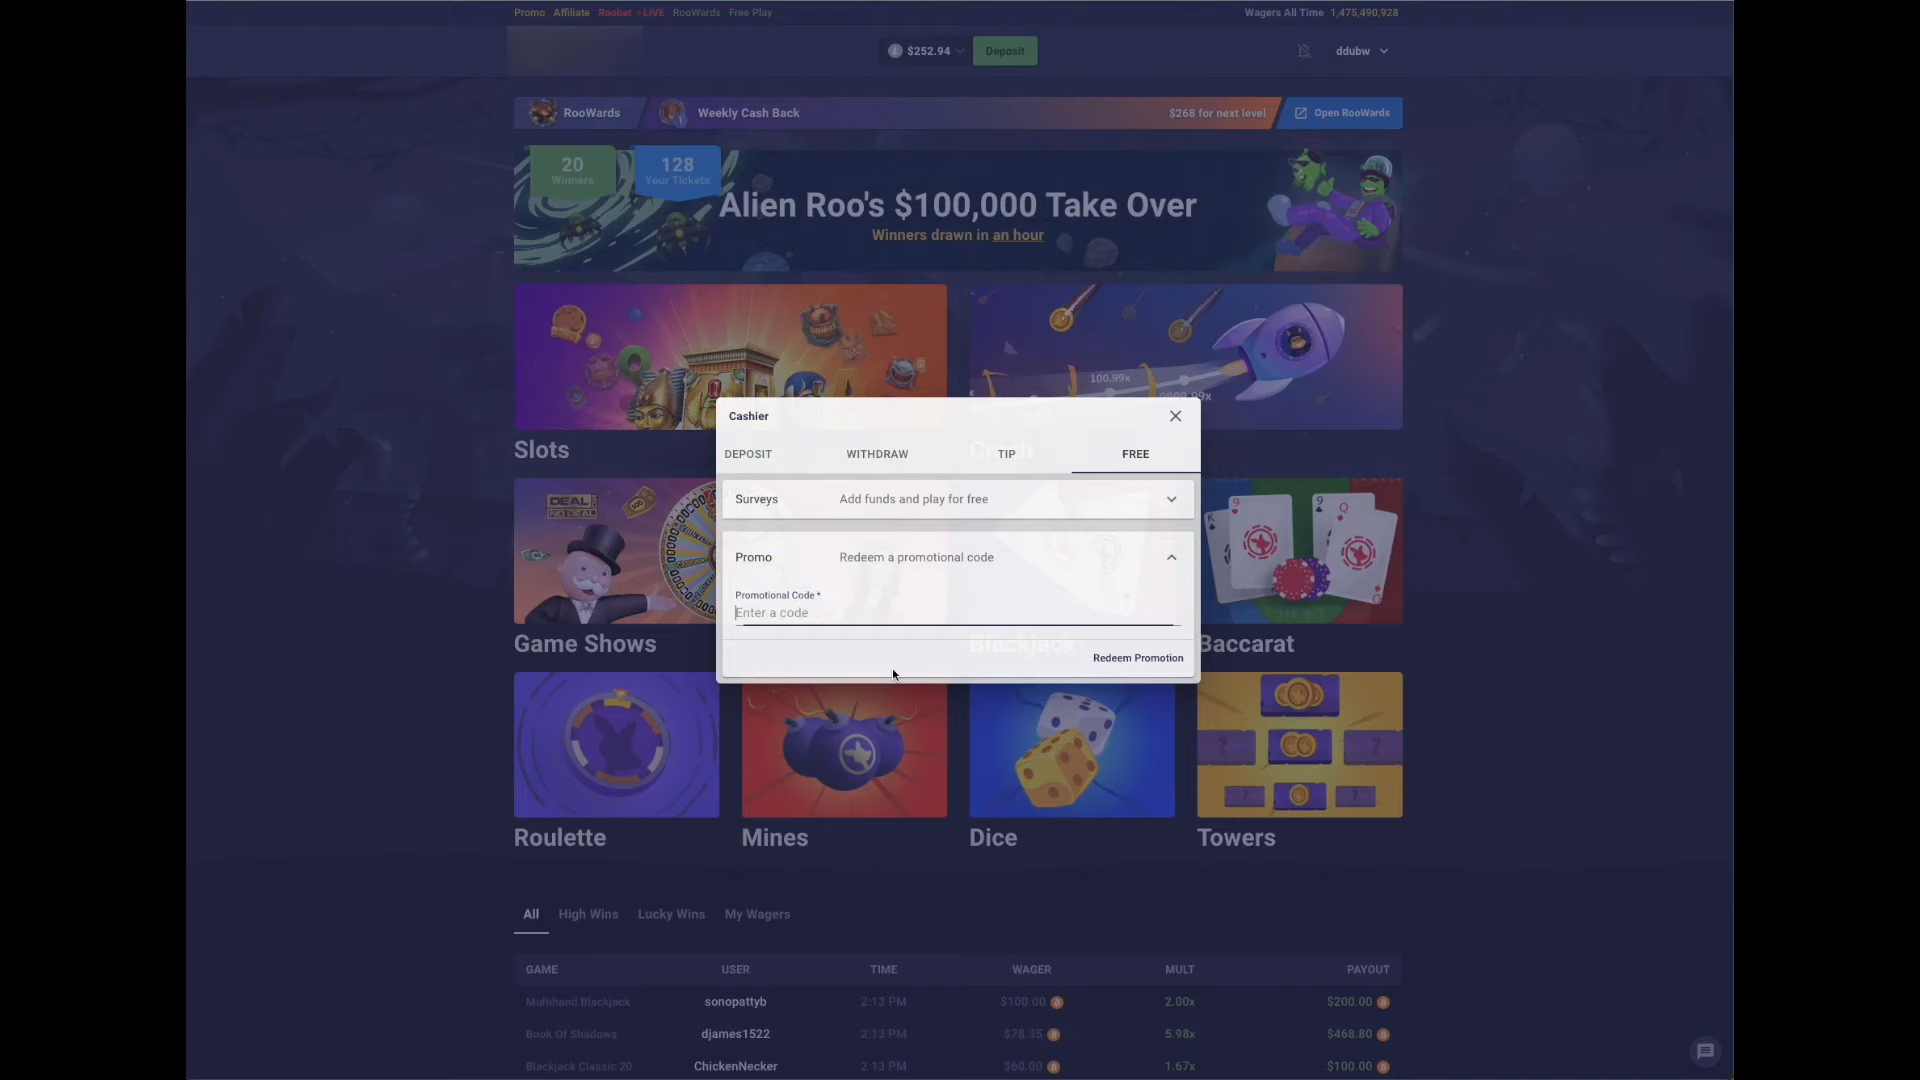 Promo Affiliate Roobet • LIVE RooWards Free Play
Wagers All Time 1,475,490,928
$252.94
Deposit
ddubw
RooWards
Weekly Cash Back
$268 for next level
Open RooWards
20
Winners
128
Your Tickets
Alien Roo's $100,000 Take Over
Winners drawn in an hour
100.99x
Slots
Crash
Cashier
DEPOSIT
WITHDRAW
TIP
FREE
Surveys
Add funds and play for free
Promo
Redeem a promotional code
Promotional Code *
Enter a code
Redeem Promotion
Game Shows
Blackjack
Baccarat
Roulette
Mines
Dice
Towers
All
High Wins
Lucky Wins
My Wagers
GAME USER TIME WAGER MULT PAYOUT
Multihand Blackjack sonopattyb 2:13 PM $100.00 2.00x $200.00
Book Of Shadows djames1522 2:13 PM $78.35 5.98x $468.80
Blackjack Classic 20 ChickenNecker 2:13 PM $60.00 1.67x $100.00